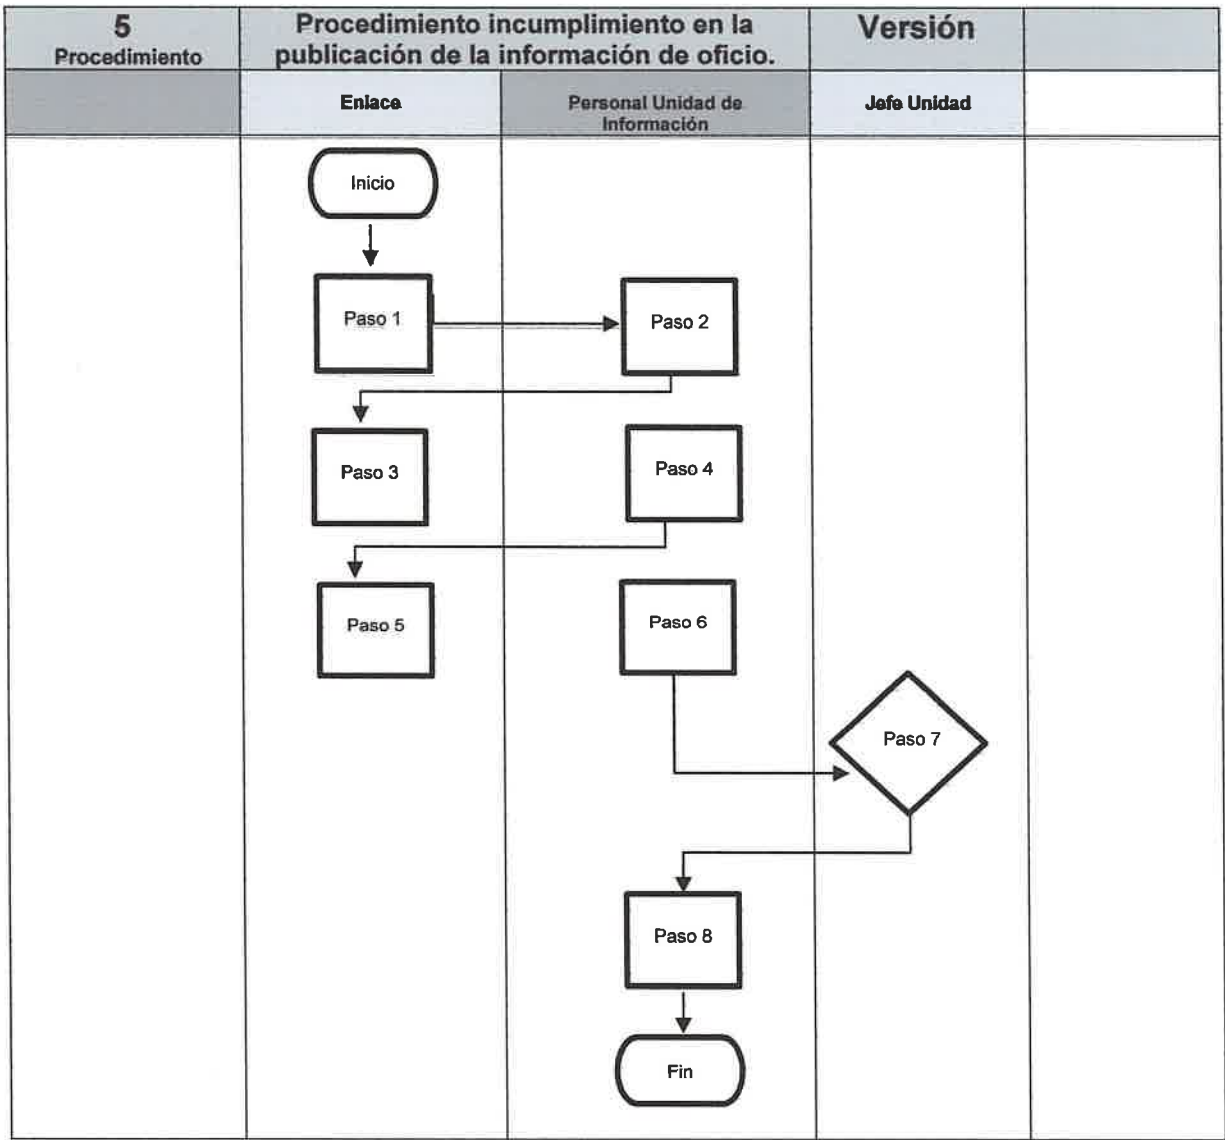 5
Procedimiento
Procedimiento incumplimiento en la
publicación de la información de oficio.
Versión
Enlace
Personal Unidad de
Información
Jefe Unidad
Inicio
Paso 1
Paso 2
Paso 3
Paso 4
Paso 5
Paso 6
Paso 7
Paso 8
Fin